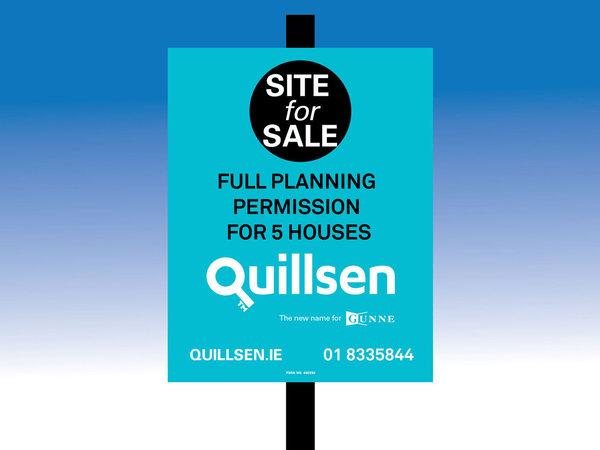 SITE
for
SALE
FULL PLANNING
PERMISSION
FOR 5 HOUSES
Quillsen
The new name for GUNNE
QUILLSEN.IE 01 8335844